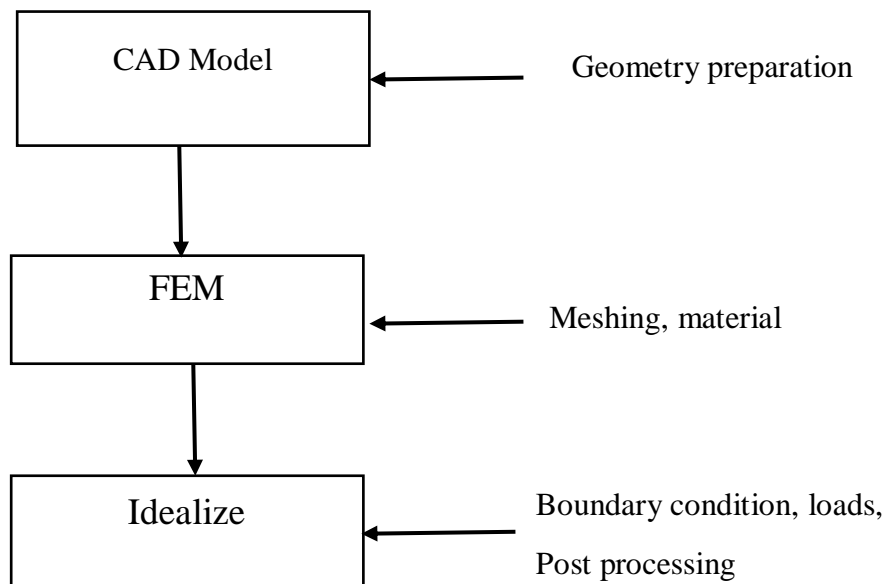 CAD Model
Geometry preparation
FEM
Meshing, material
Idealize
Boundary condition, loads,
Post processing